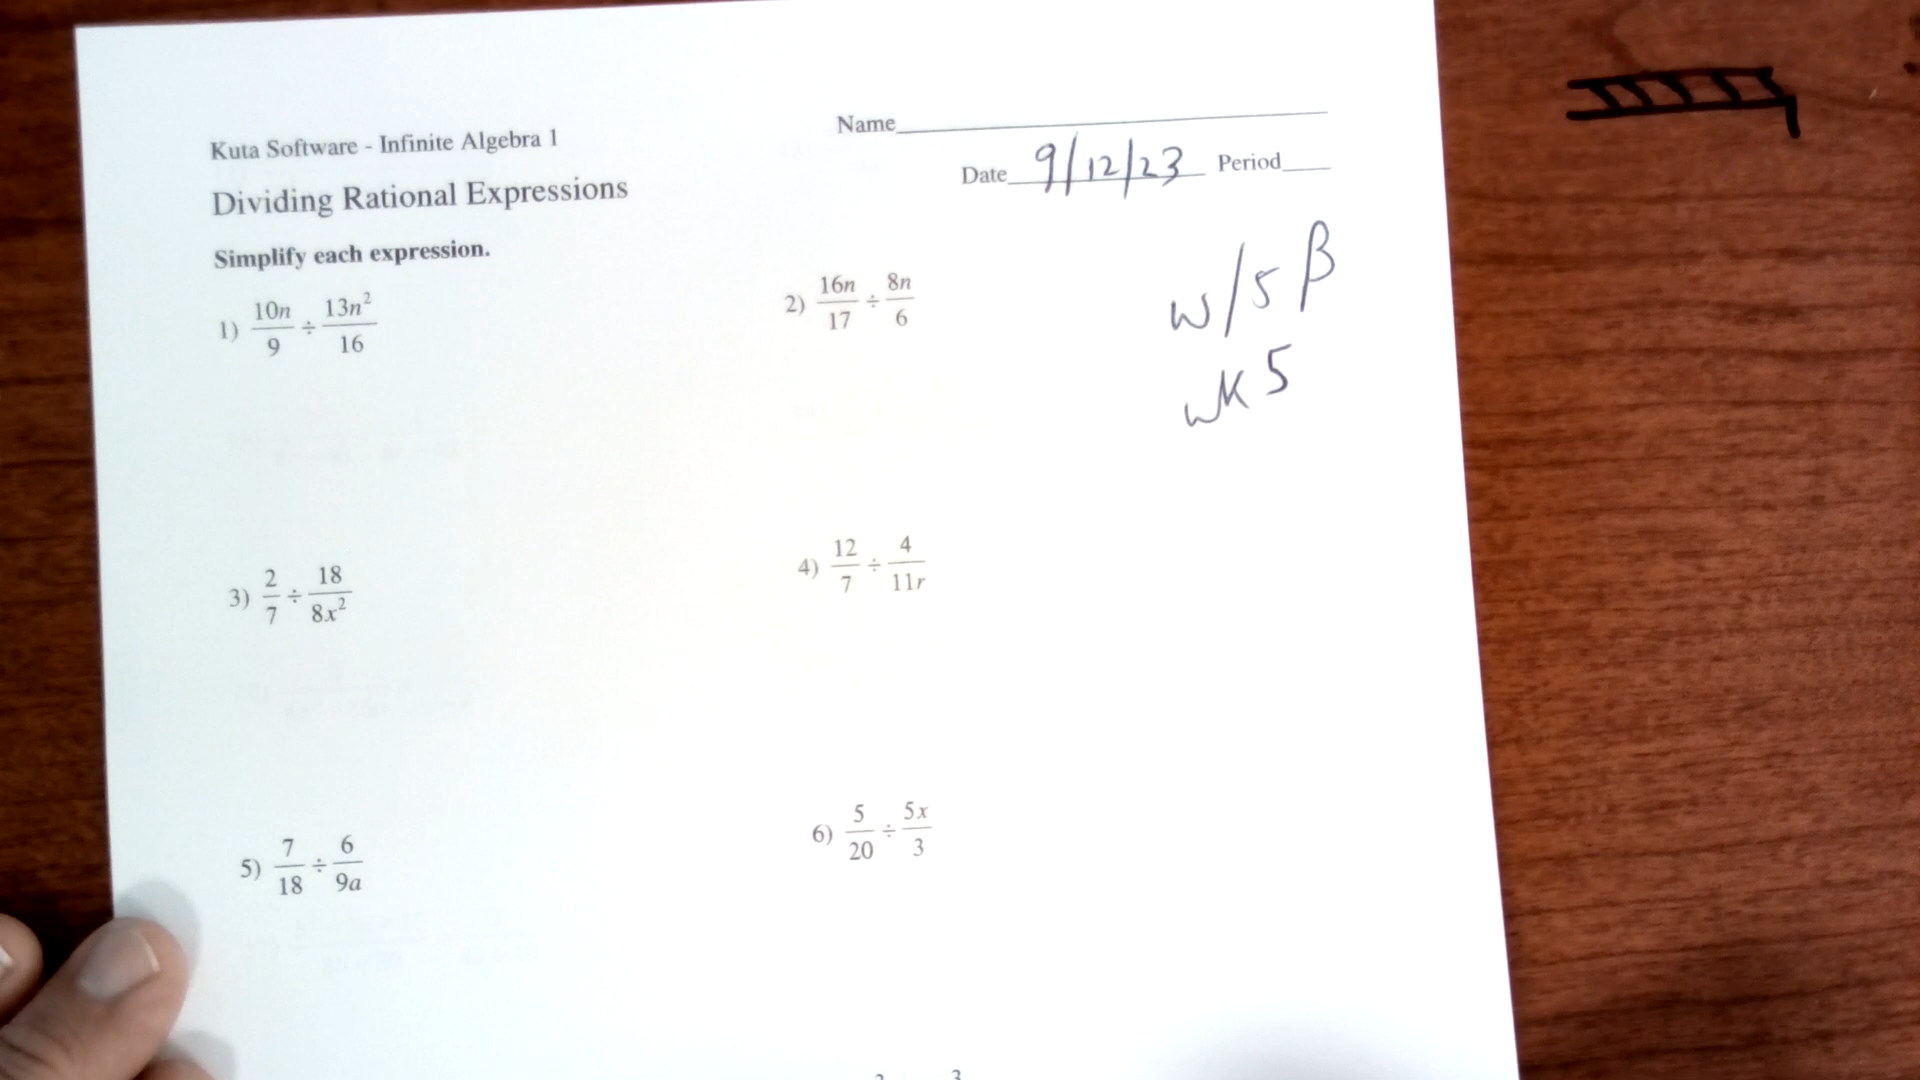 Kuta Software - Infinite Algebra 1
Name
Dividing Rational Expressions
Date 9/12/23 Period
Simplify each expression.
w/s β
wk 5
1) 10n/9 ÷ 13n²/16
2) 16n/17 ÷ 8n/6
3) 2/7 ÷ 18/8x²
4) 12/7 ÷ 4/11r
5) 7/18 ÷ 6/9a
6) 5/20 ÷ 5x/3